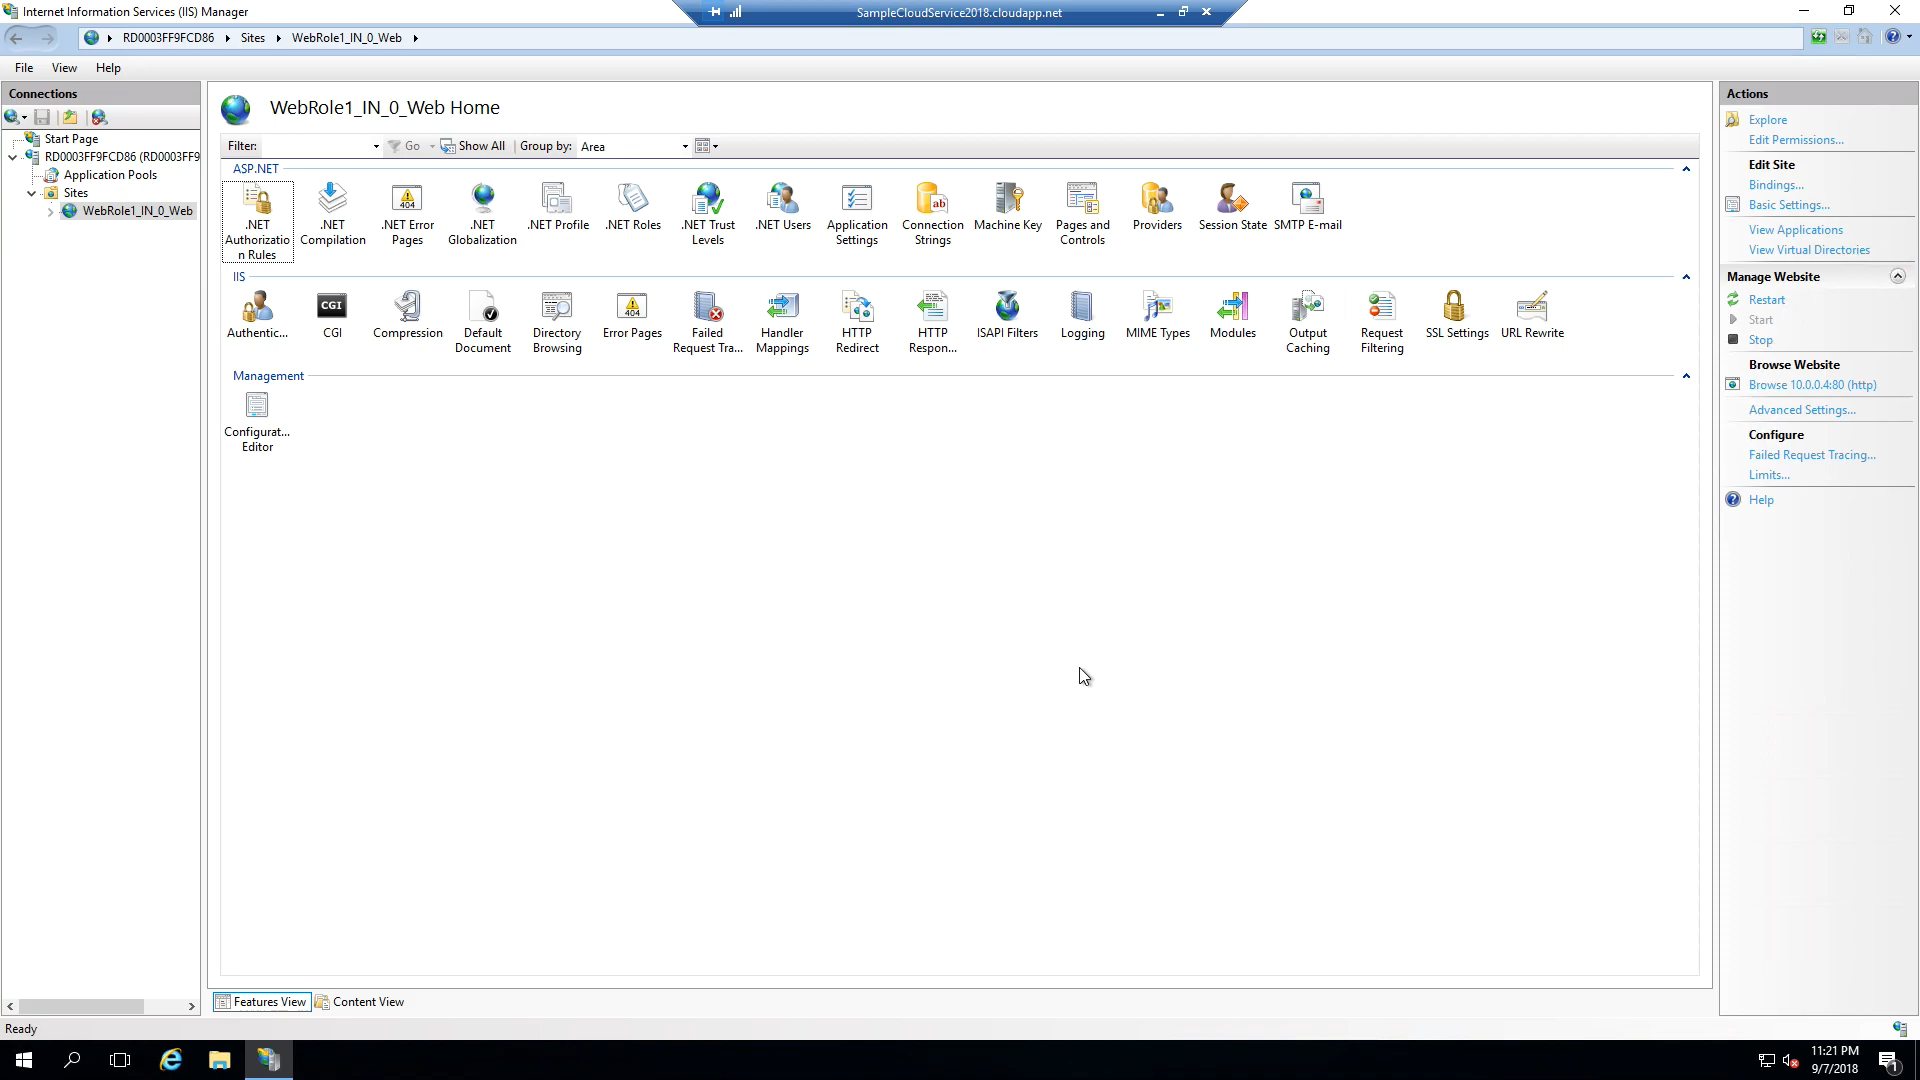 Internet Information Services (IIS) Manager
SampleCloudService2018.cloudapp.net
RD0003FF9FCD86 Sites WebRole1_IN_0_Web
File View Help
Connections
Start Page
RD0003FF9FCD86 (RD0003FF9
Application Pools
Sites
WebRole1_IN_0_Web
WebRole1_IN_0_Web Home
Filter: Go Show All Group by: Area
ASP.NET
.NET Authorizatio n Rules
.NET Compilation
.NET Error Pages
.NET Globalization
.NET Profile
.NET Roles
.NET Trust Levels
.NET Users
Application Settings
Connection Strings
Machine Key
Pages and Controls
Providers
Session State
SMTP E-mail
IIS
Authentic...
CGI
Compression
Default Document
Directory Browsing
Error Pages
Failed Request Tra...
Handler Mappings
HTTP Redirect
HTTP Respon...
ISAPI Filters
Logging
MIME Types
Modules
Output Caching
Request Filtering
SSL Settings
URL Rewrite
Management
Configurat... Editor
Features View Content View
Actions
Explore
Edit Permissions...
Edit Site
Bindings...
Basic Settings...
View Applications
View Virtual Directories
Manage Website
Restart
Start
Stop
Browse Website
Browse 10.0.0.4:80 (http)
Advanced Settings...
Configure
Failed Request Tracing...
Limits...
Help
Ready
11:21 PM
9/7/2018
1